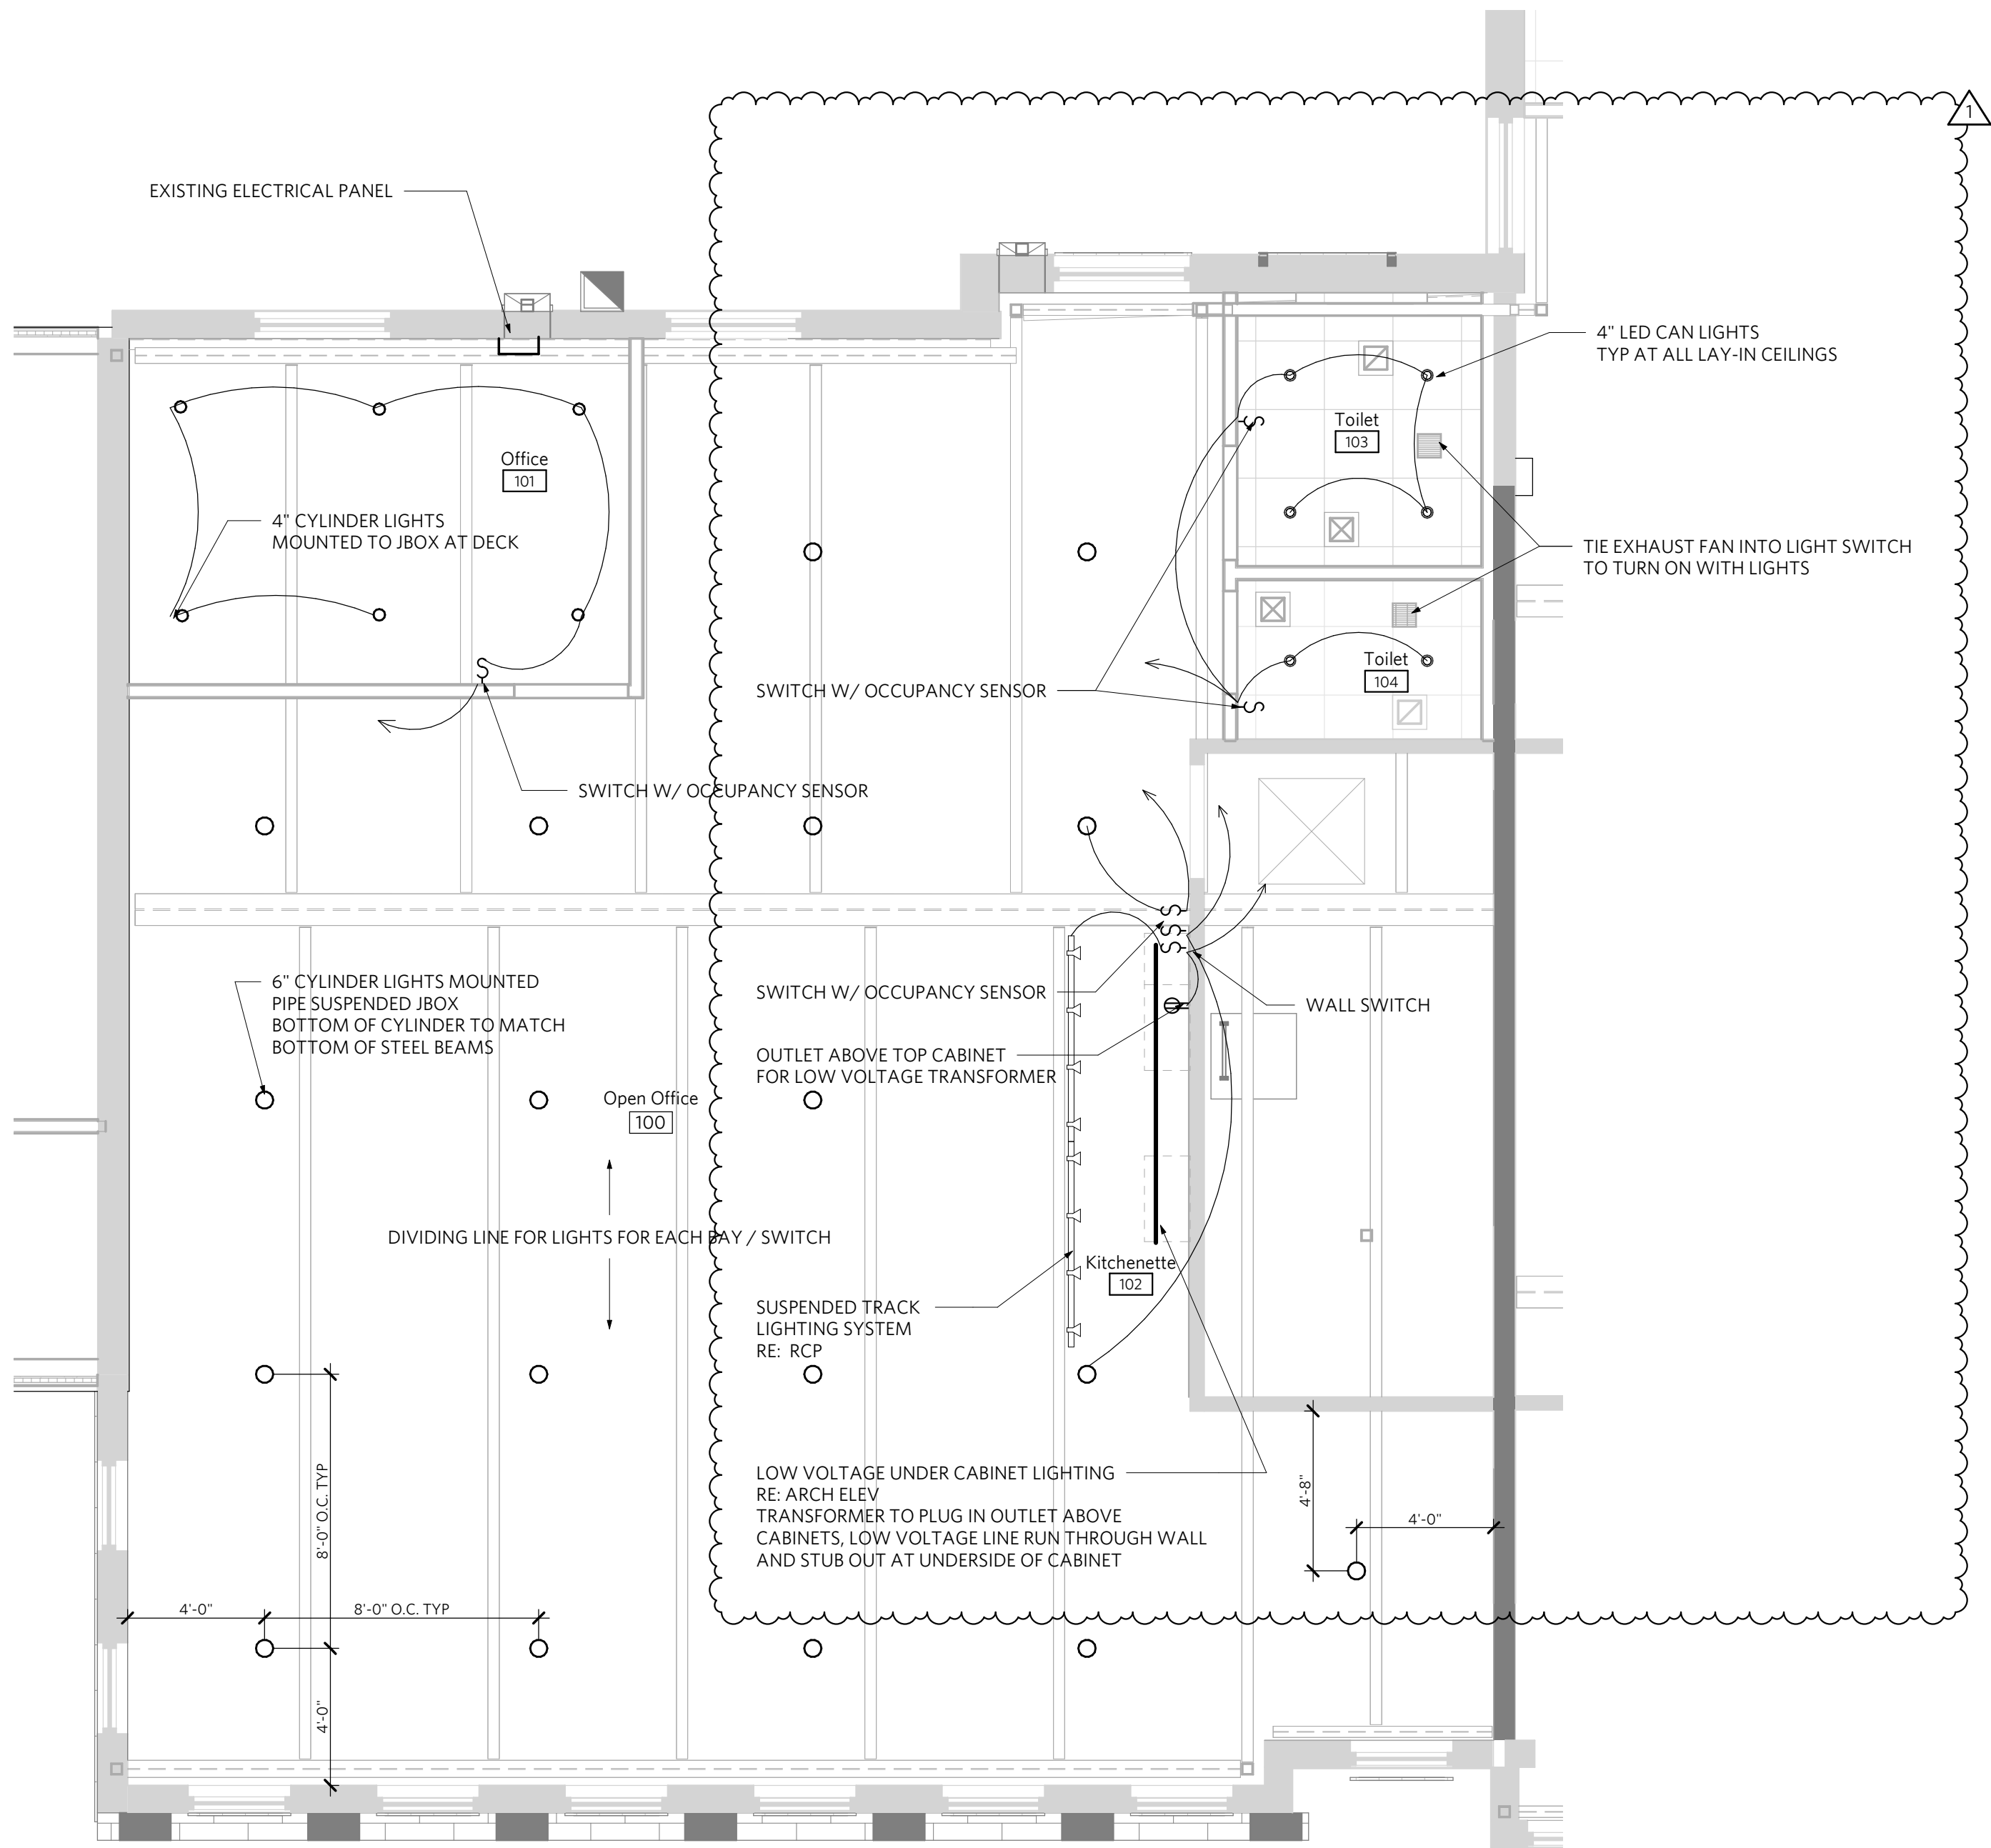 1
EXISTING ELECTRICAL PANEL
4" LED CAN LIGHTS
TYP AT ALL LAY-IN CEILINGS
Toilet
103
Office
101
4" CYLINDER LIGHTS
MOUNTED TO JBOX AT DECK
TIE EXHAUST FAN INTO LIGHT SWITCH
TO TURN ON WITH LIGHTS
Toilet
104
SWITCH W/ OCCUPANCY SENSOR
SWITCH W/ OCCUPANCY SENSOR
6" CYLINDER LIGHTS MOUNTED
PIPE SUSPENDED JBOX
BOTTOM OF CYLINDER TO MATCH
BOTTOM OF STEEL BEAMS
SWITCH W/ OCCUPANCY SENSOR
WALL SWITCH
OUTLET ABOVE TOP CABINET
FOR LOW VOLTAGE TRANSFORMER
Open Office
100
DIVIDING LINE FOR LIGHTS FOR EACH BAY / SWITCH
Kitchenette
102
SUSPENDED TRACK
LIGHTING SYSTEM
RE: RCP
LOW VOLTAGE UNDER CABINET LIGHTING
RE: ARCH ELEV
TRANSFORMER TO PLUG IN OUTLET ABOVE
CABINETS, LOW VOLTAGE LINE RUN THROUGH WALL
AND STUB OUT AT UNDERSIDE OF CABINET
8'-0" O.C. TYP
4'-8"
4'-0"
4'-0"
8'-0" O.C. TYP
4'-0"